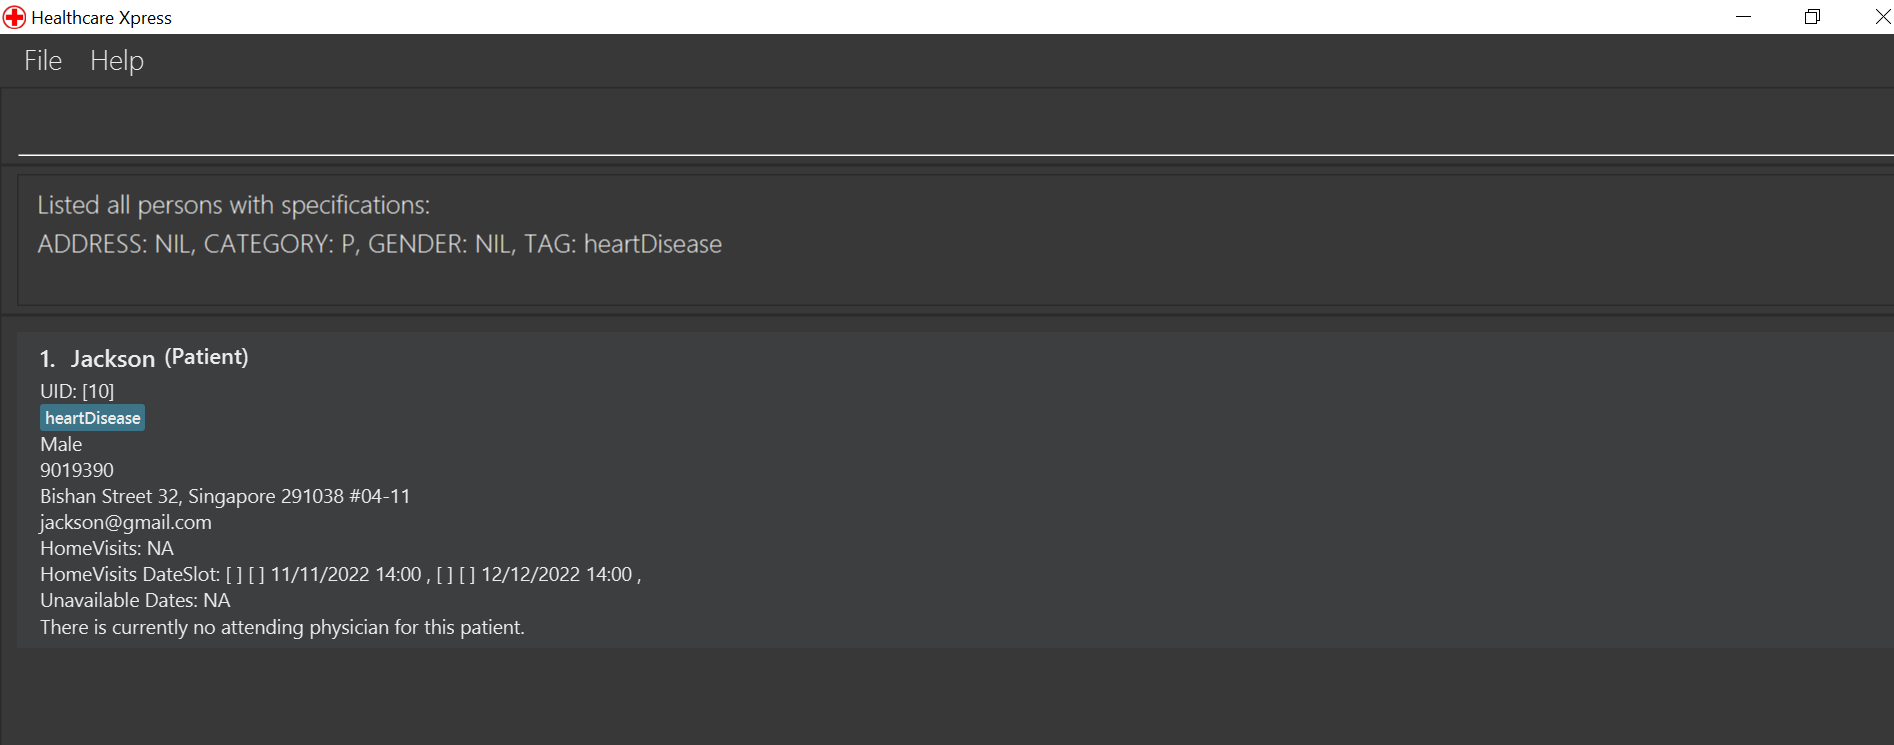 Healthcare Xpress
File Help
Listed all persons with specifications:
ADDRESS: NIL, CATEGORY: P, GENDER: NIL, TAG: heartDisease
1. Jackson (Patient)
UID: [10]
heartDisease
Male
9019390
Bishan Street 32, Singapore 291038 #04-11
jackson@gmail.com
HomeVisits: NA
HomeVisits DateSlot: [ ] [ ] 11/11/2022 14:00 , [ ] [ ] 12/12/2022 14:00 ,
Unavailable Dates: NA
There is currently no attending physician for this patient.